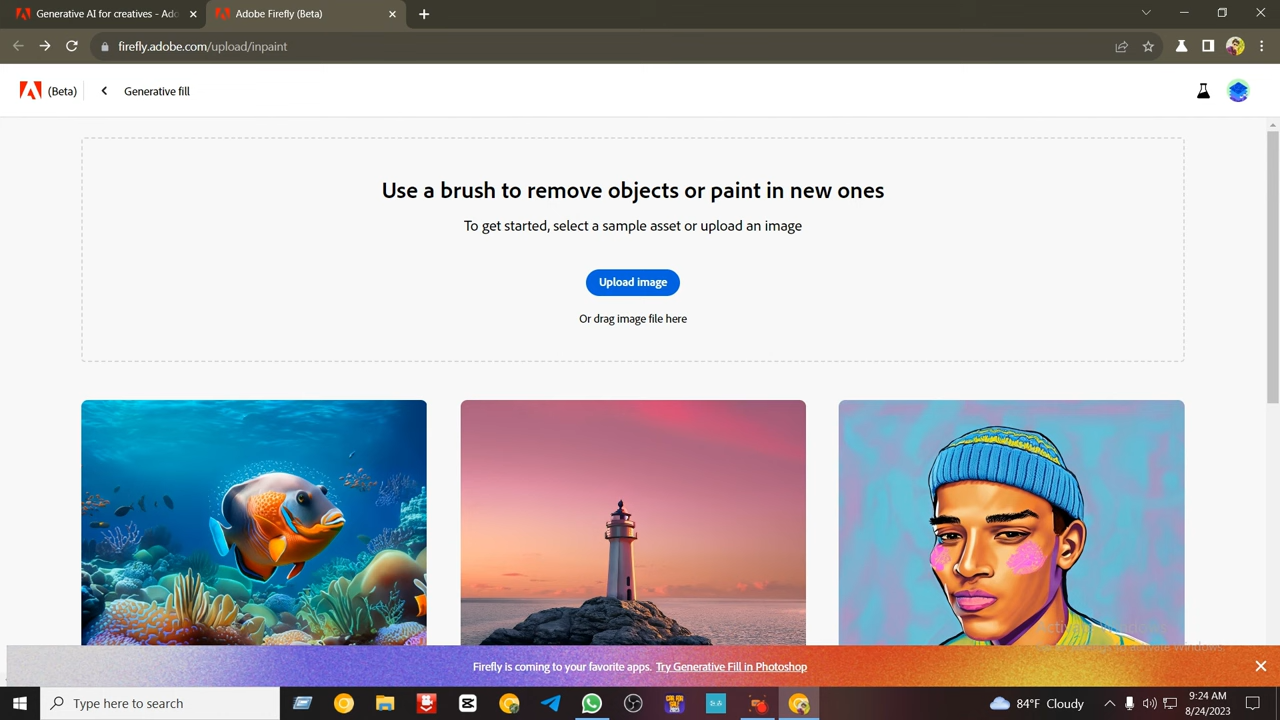 Generative AI for creatives - Ado
Adobe Firefly (Beta)
firefly.adobe.com/upload/inpaint
(Beta)
Generative fill
Use a brush to remove objects or paint in new ones
To get started, select a sample asset or upload an image
Upload image
Or drag image file here
Firefly is coming to your favorite apps. Try Generative Fill in Photoshop
Type here to search
84°F Cloudy
9:24 AM
8/24/2023